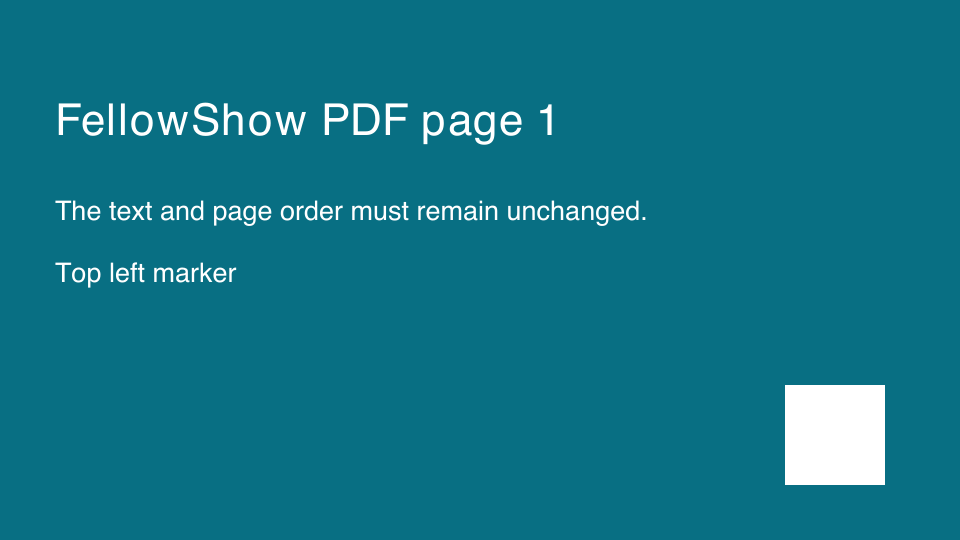 FellowShow PDF page 1
The text and page order must remain unchanged.
Top left marker